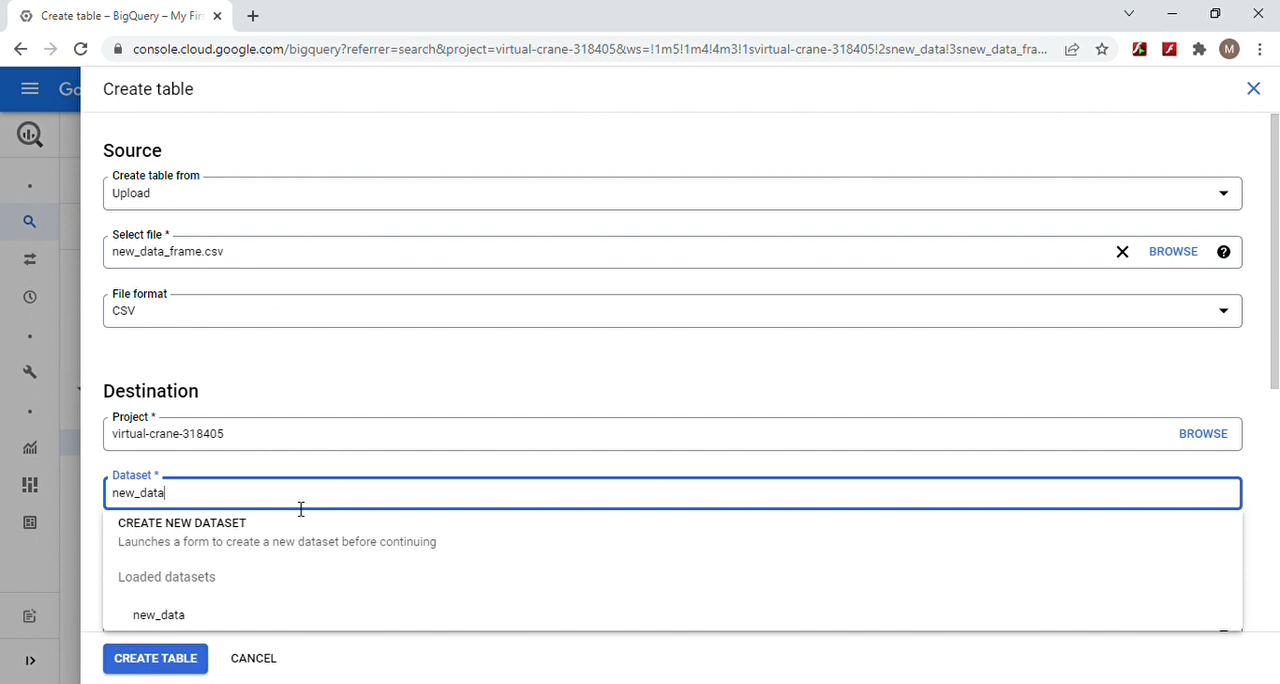 Create table – BigQuery – My Fir
console.cloud.google.com/bigquery?referrer=search&project=virtual-crane-318405&ws=!1m5!1m4!4m3!1svirtual-crane-318405!2snew_data!3snew_data_fra...
M
Go
Create table
Source
Create table from
Upload
Select file *
new_data_frame.csv
BROWSE
File format
CSV
Destination
Project *
virtual-crane-318405
BROWSE
Dataset *
new_data
CREATE NEW DATASET
Launches a form to create a new dataset before continuing
Loaded datasets
new_data
CREATE TABLE
CANCEL